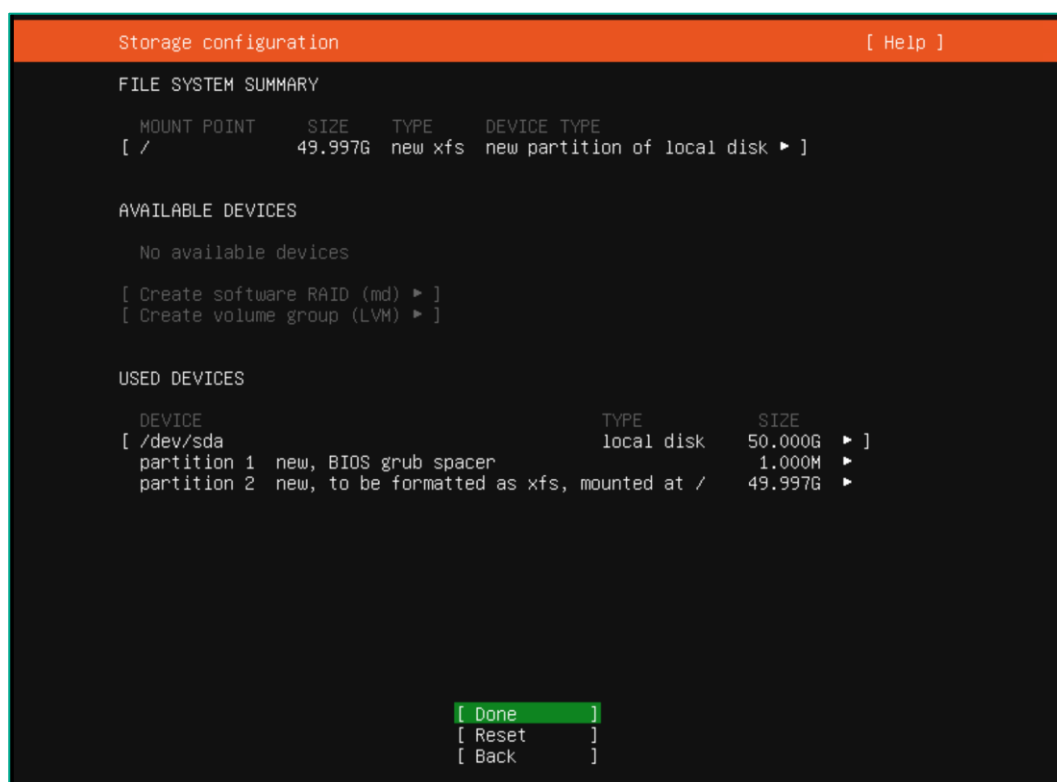 Storage configuration [ Help ]
FILE SYSTEM SUMMARY
MOUNT POINT SIZE TYPE DEVICE TYPE
[ / 49.997G new xfs new partition of local disk ▸ ]
AVAILABLE DEVICES
No available devices
[ Create software RAID (md) ▸ ]
[ Create volume group (LVM) ▸ ]
USED DEVICES
DEVICE TYPE SIZE
[ /dev/sda local disk 50.000G ▸ ]
partition 1 new, BIOS grub spacer 1.000M ▸
partition 2 new, to be formatted as xfs, mounted at / 49.997G ▸
[ Done ]
[ Reset ]
[ Back ]